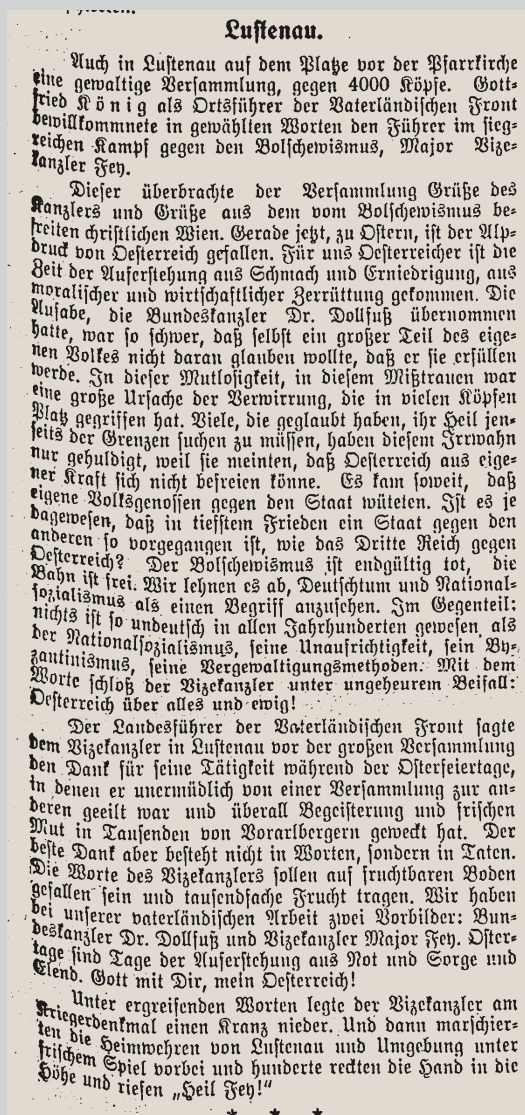 Lustenau.
Auch in Lustenau auf dem Platze vor der Pfarrkirche
eine gewaltige Versammlung, gegen 4000 Köpfe. Gott-
fried König als Ortsführer der Vaterländischen Front
bewillkommnete in gewählten Worten den Führer im sieg-
reichen Kampf gegen den Bolschewismus, Major Vize-
kanzler Fey.
Dieser überbrachte der Versammlung Grüße des
Kanzlers und Grüße aus dem vom Bolschewismus be-
freiten christlichen Wien. Gerade jetzt, zu Ostern, ist der Alp-
druck von Oesterreich gefallen. Für uns Oesterreicher ist die
Zeit der Auferstehung aus Schmach und Erniedrigung, aus
moralischer und wirtschaftlicher Zerrüttung gekommen. Die
Aufabe, die Bundeskanzler Dr. Dollfuß übernommen
hatte, war so schwer, daß selbst ein großer Teil des eige-
nen Volkes nicht daran glauben wollte, daß er sie erfüllen
werde. In dieser Mutlosigkeit, in diesem Mißtrauen war
eine große Ursache der Verwirrung, die in vielen Köpfen
Platz gegriffen hat. Viele, die geglaubt haben, ihr Heil jen-
seits der Grenzen suchen zu müssen, haben diesem Irrwahn
nur gehuldigt, weil sie meinten, daß Oesterreich aus eige-
ner Kraft sich nicht befreien könne. Es kam soweit, daß
eigene Volksgenossen gegen den Staat wüteten. Ist es je
dagewesen, daß in tiefstem Frieden ein Staat gegen den
anderen so vorgegangen ist, wie das Dritte Reich gegen
Oesterreich? Der Bolschewismus ist endgültig tot, die
Bahn ist frei. Wir lehnen es ab, Deutschtum und National-
sozialismus als einen Begriff anzusehen. Im Gegenteil:
nichts ist so undeutsch in allen Jahrhunderten gewesen als
der Nationalsozialismus, seine Unaufrichtigkeit, sein By-
zantinismus, seine Vergewaltigungsmethoden. Mit dem
Worte schloß der Vizekanzler unter ungeheurem Beifall:
Oesterreich über alles und ewig!
Der Landesführer der Vaterländischen Front sagte
dem Vizekanzler in Lustenau vor der großen Versammlung
den Dank für seine Tätigkeit während der Osterfeiertage,
in denen er unermüdlich von einer Versammlung zur an-
deren geeilt war und überall Begeisterung und frischen
Mut in Tausenden von Vorarlbergern geweckt hat. Der
beste Dank aber besteht nicht in Worten, sondern in Taten.
Die Worte des Vizekanzlers sollen auf fruchtbaren Boden
gefallen sein und tausendfache Frucht tragen. Wir haben
bei unserer vaterländischen Arbeit zwei Vorbilder: Bun-
deskanzler Dr. Dollfuß und Vizekanzler Major Fey. Oster-
tage sind Tage der Auferstehung aus Not und Sorge und
Elend. Gott mit Dir, mein Oesterreich!
Unter ergreifenden Worten legte der Vizekanzler am
Kriegerdenkmal einen Kranz nieder. Und dann marschier-
ten die Heimwehren von Lustenau und Umgebung unter
frischem Spiel vorbei und hunderte reckten die Hand in die
Höhe und riefen „Heil Fey!“
* * *